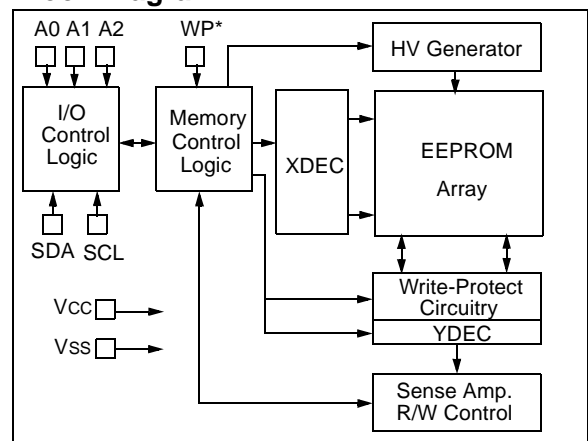 A0 A1 A2
WP*
HV Generator
I/O
Control
Logic
Memory
Control
Logic
XDEC
EEPROM
Array
SDA SCL
Write-Protect
Circuitry
YDEC
VCC
VSS
Sense Amp.
R/W Control